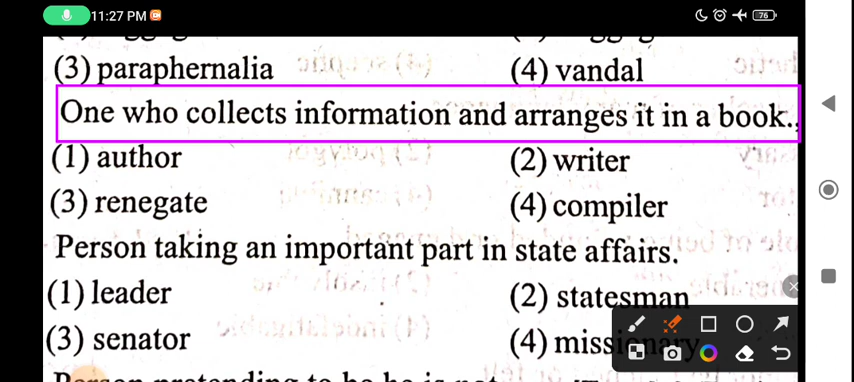 11:27 PM
76
(3) paraphernalia (4) vandal
One who collects information and arranges it in a book.
(1) author (2) writer
(3) renegate (4) compiler
Person taking an important part in state affairs.
(1) leader (2) statesman
(3) senator (4) missionary